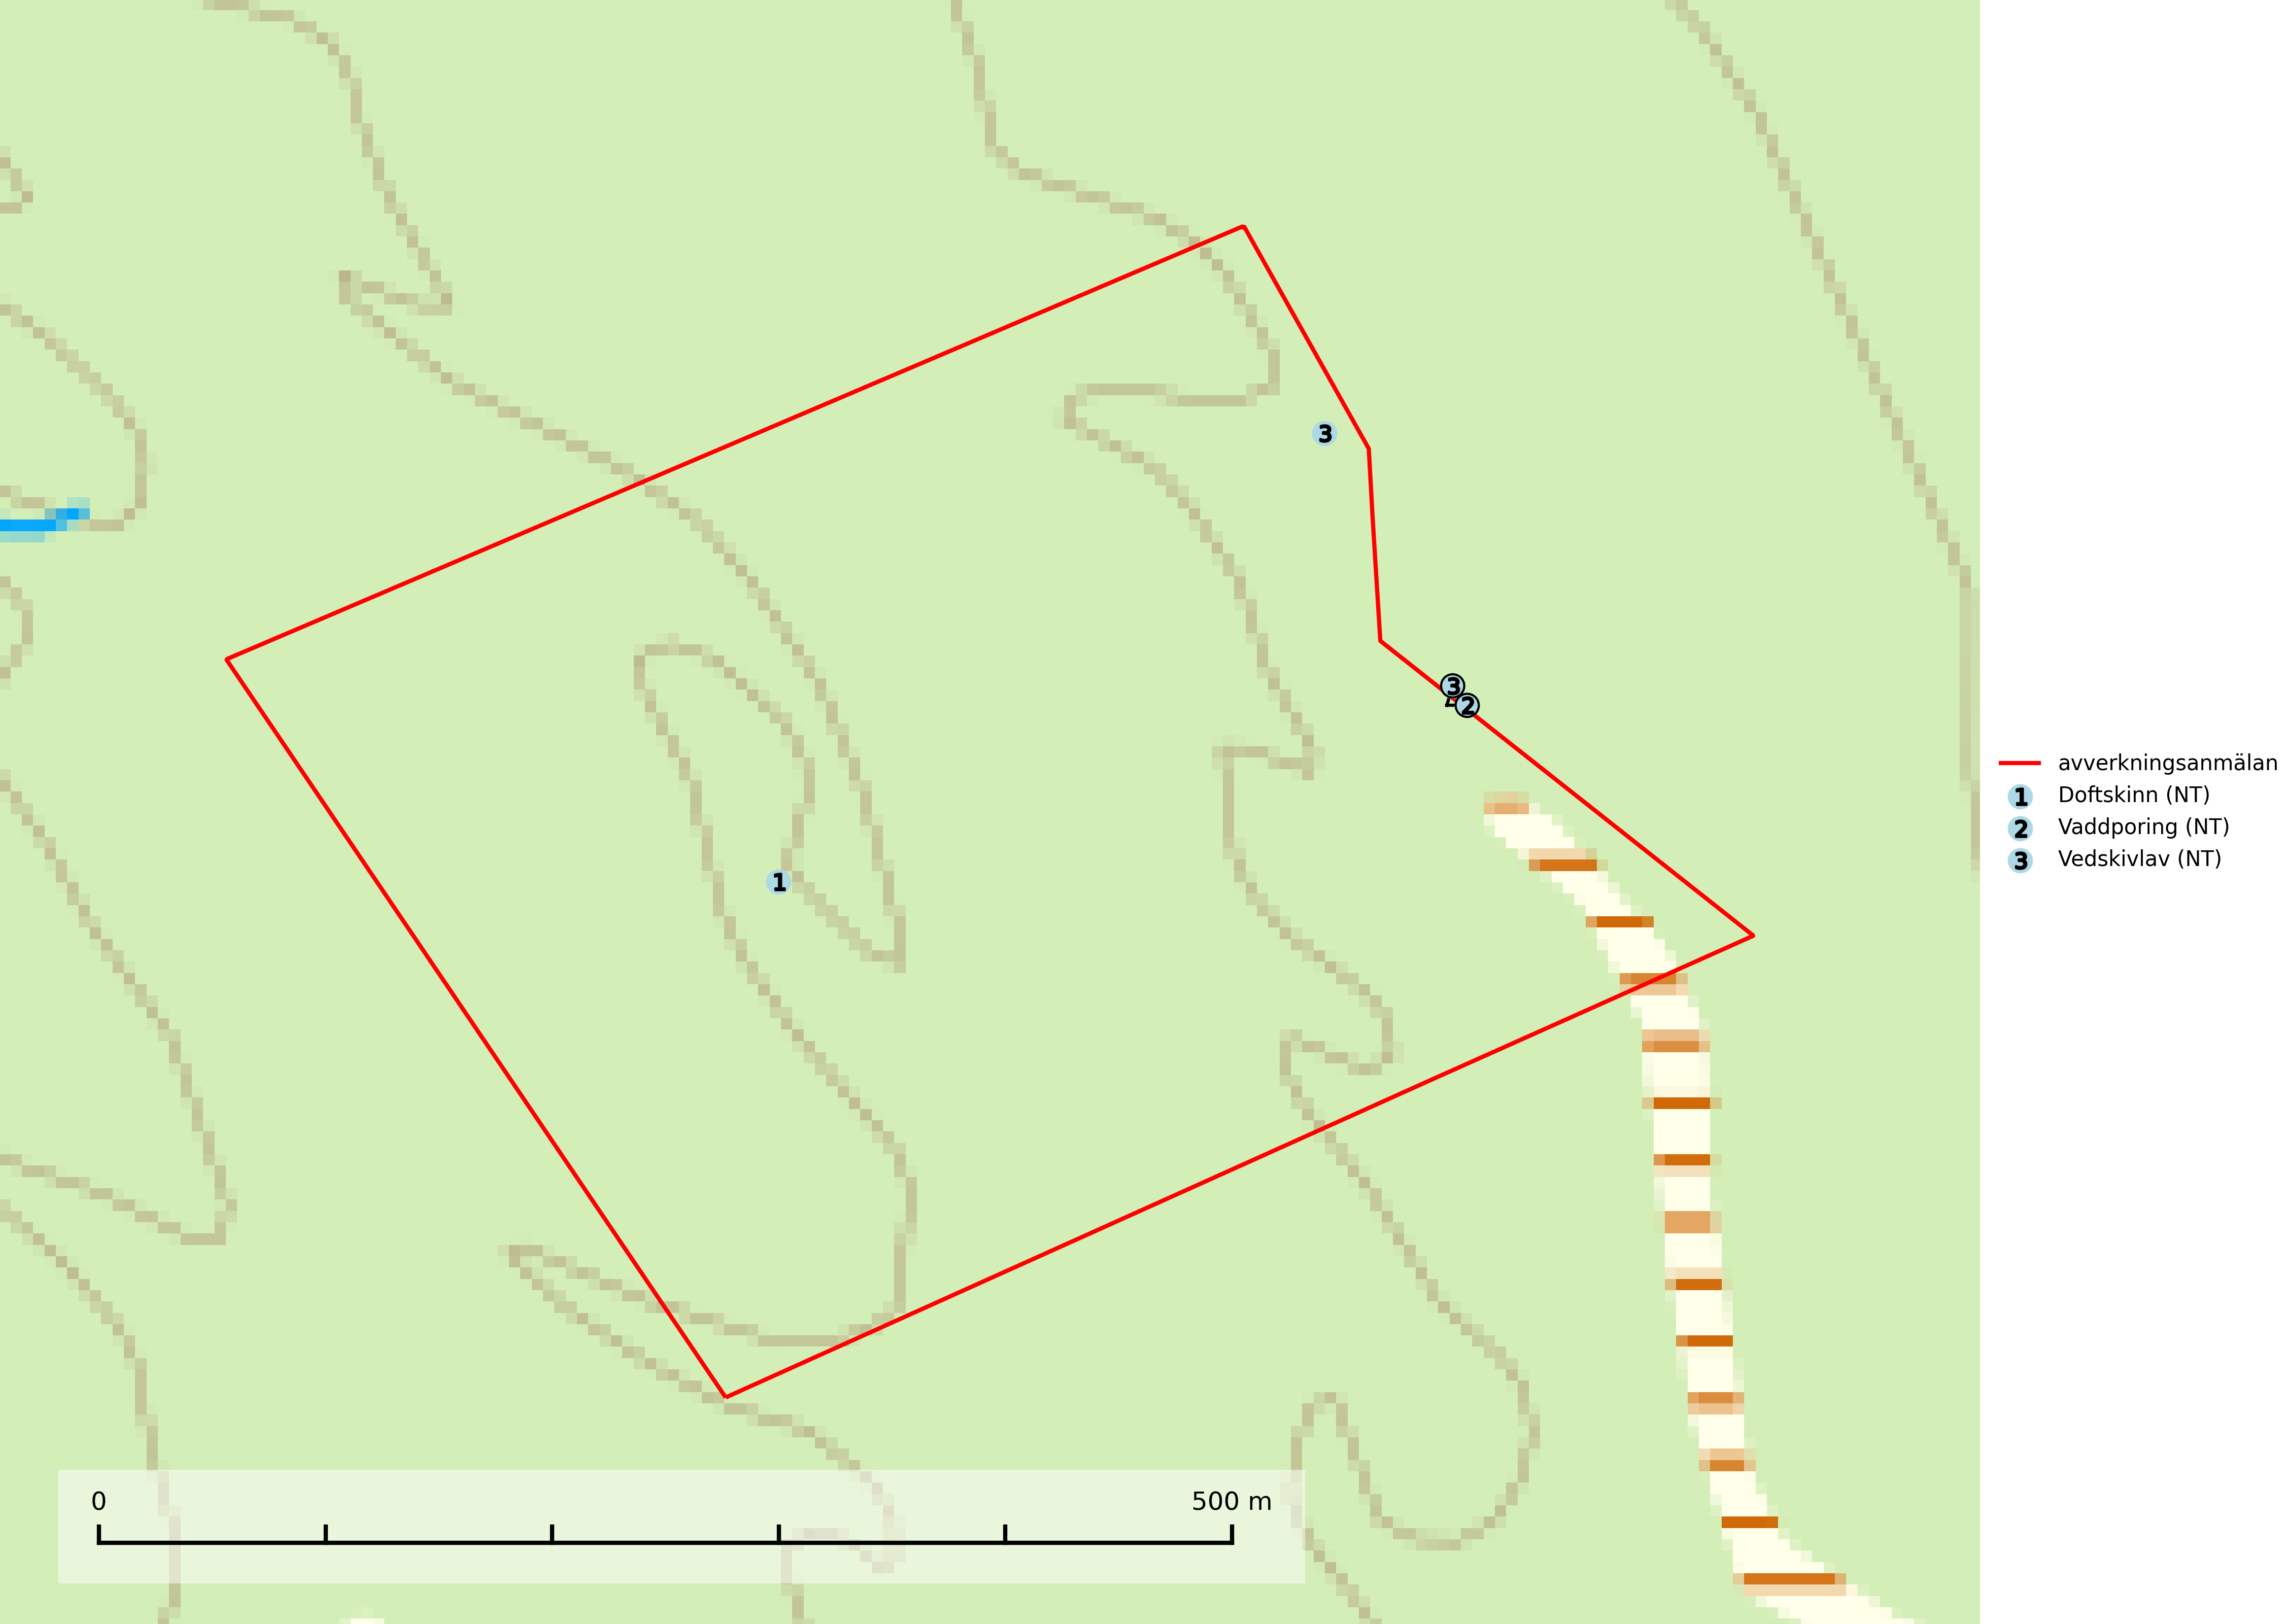 3
3
2
1
avverkningsanmälan
1 Doftskinn (NT)
2 Vaddporing (NT)
3 Vedskivlav (NT)
0 500 m